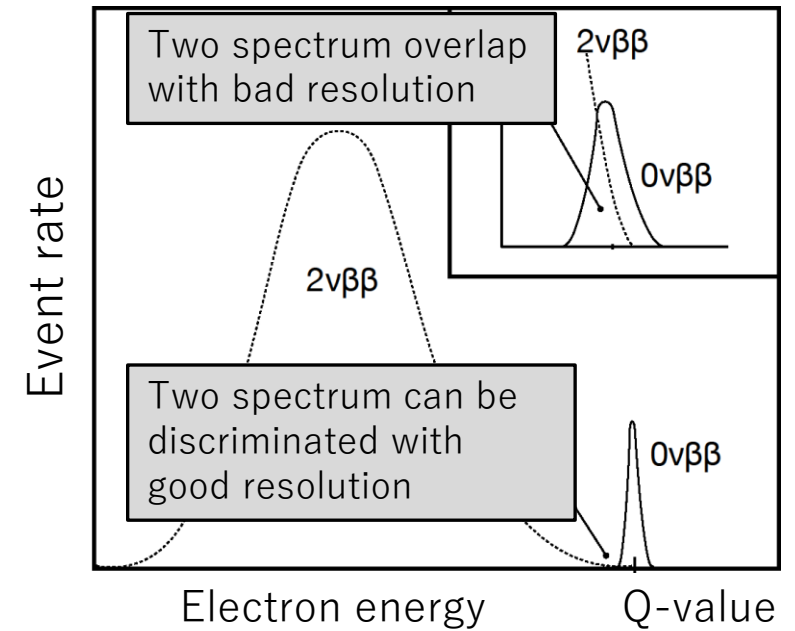 Two spectrum overlap
with bad resolution
2νββ
0νββ
2νββ
Event rate
Two spectrum can be
discriminated with
good resolution
0νββ
Electron energy
Q-value